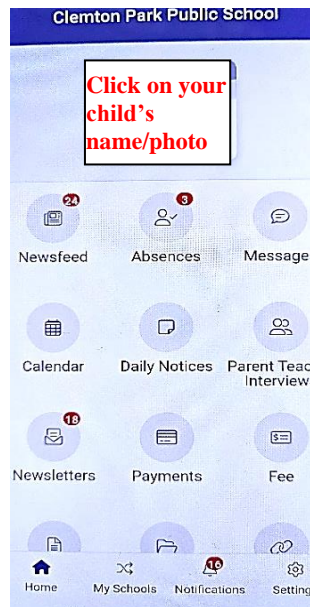 Clemton Park Public School
Click on your
child's
name/photo
24
3
Newsfeed
Absences
Message
Calendar
Daily Notices
Parent Teac
Interview
18
Newsletters
Payments
Fee
16
Home
My Schools
Notifications
Setting